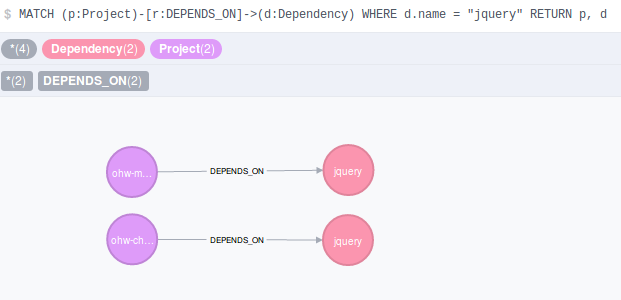 $ MATCH (p:Project)-[r:DEPENDS_ON]->(d:Dependency) WHERE d.name = "jquery" RETURN p, d
*(4) Dependency(2) Project(2)
*(2) DEPENDS_ON(2)
ohw-m... DEPENDS_ON jquery
ohw-ch... DEPENDS_ON jquery